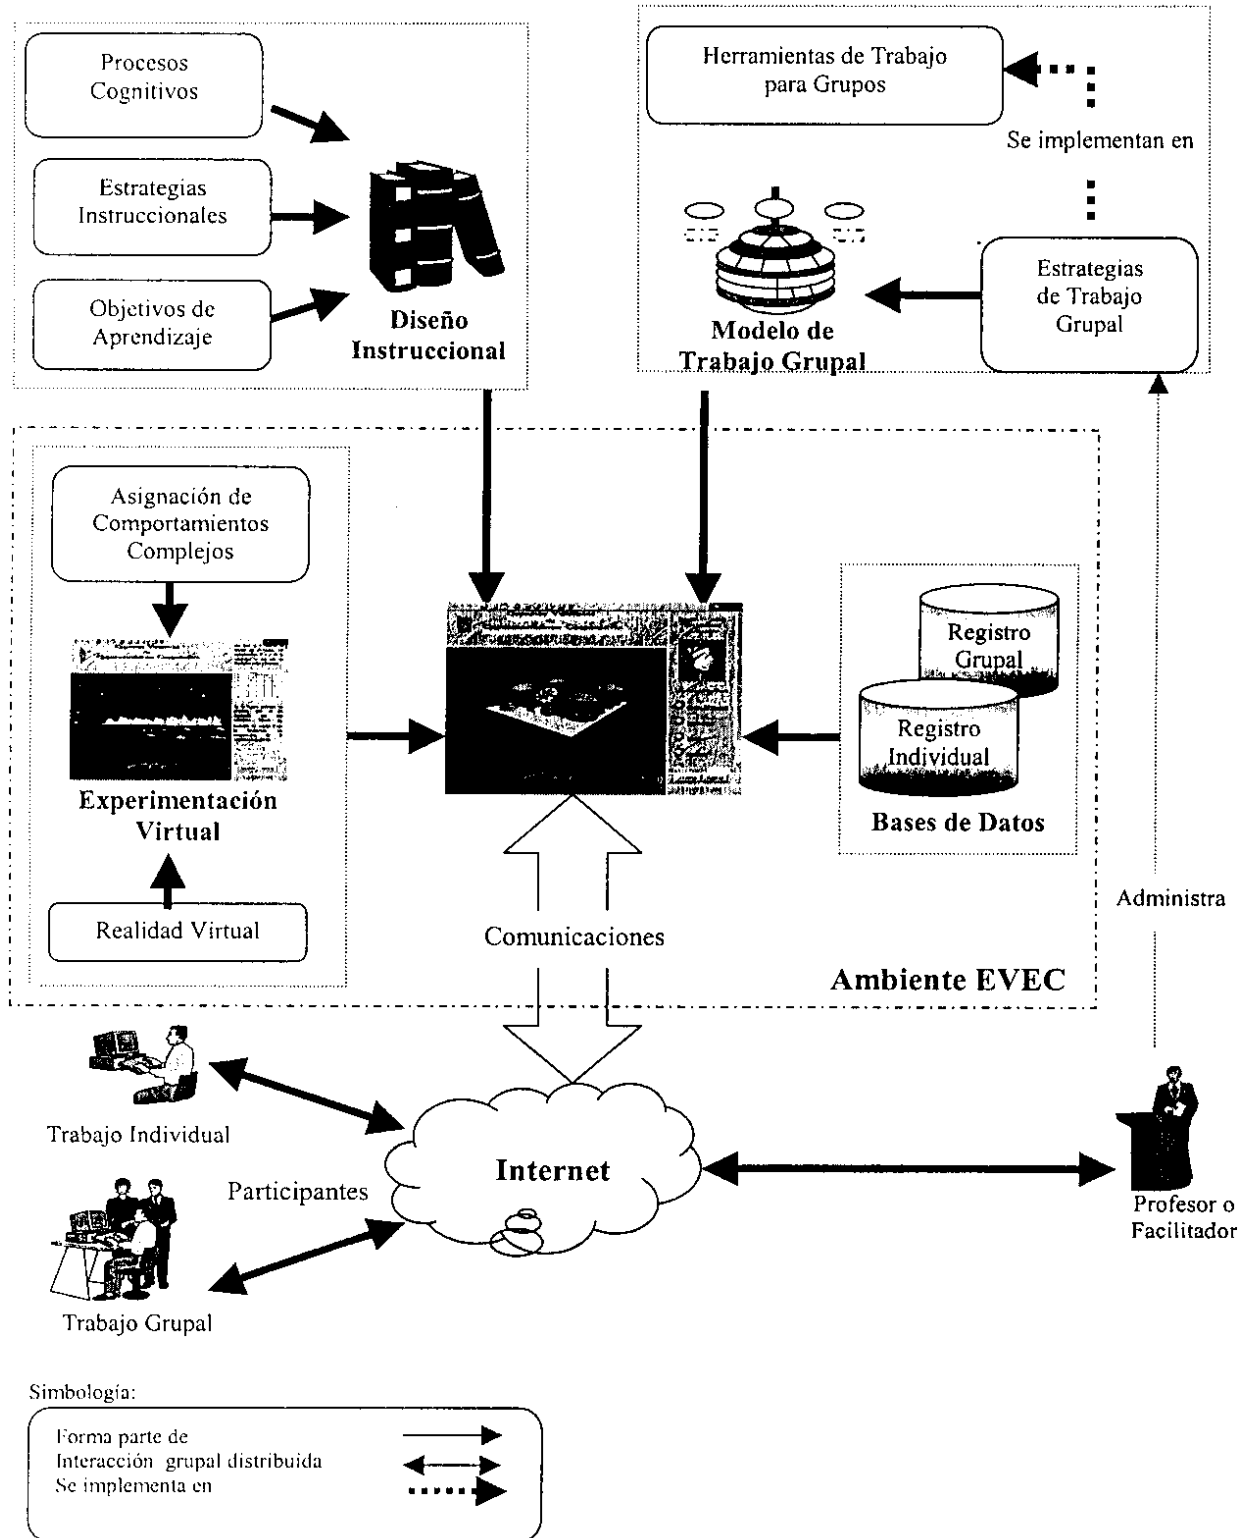 Procesos
Cognitivos
Estrategias
Instruccionales
Objetivos de
Aprendizaje
Diseño
Instruccional
Herramientas de Trabajo
para Grupos
Se implementan en
Estrategias
de Trabajo
Grupal
Modelo de
Trabajo Grupal
Asignación de
Comportamientos
Complejos
Experimentación
Virtual
Realidad Virtual
Registro
Grupal
Registro
Individual
Bases de Datos
Administra
Comunicaciones
Ambiente EVEC
Trabajo Individual
Participantes
Internet
Trabajo Grupal
Profesor o
Facilitador
Simbología:
Forma parte de
Interacción grupal distribuida
Se implementa en